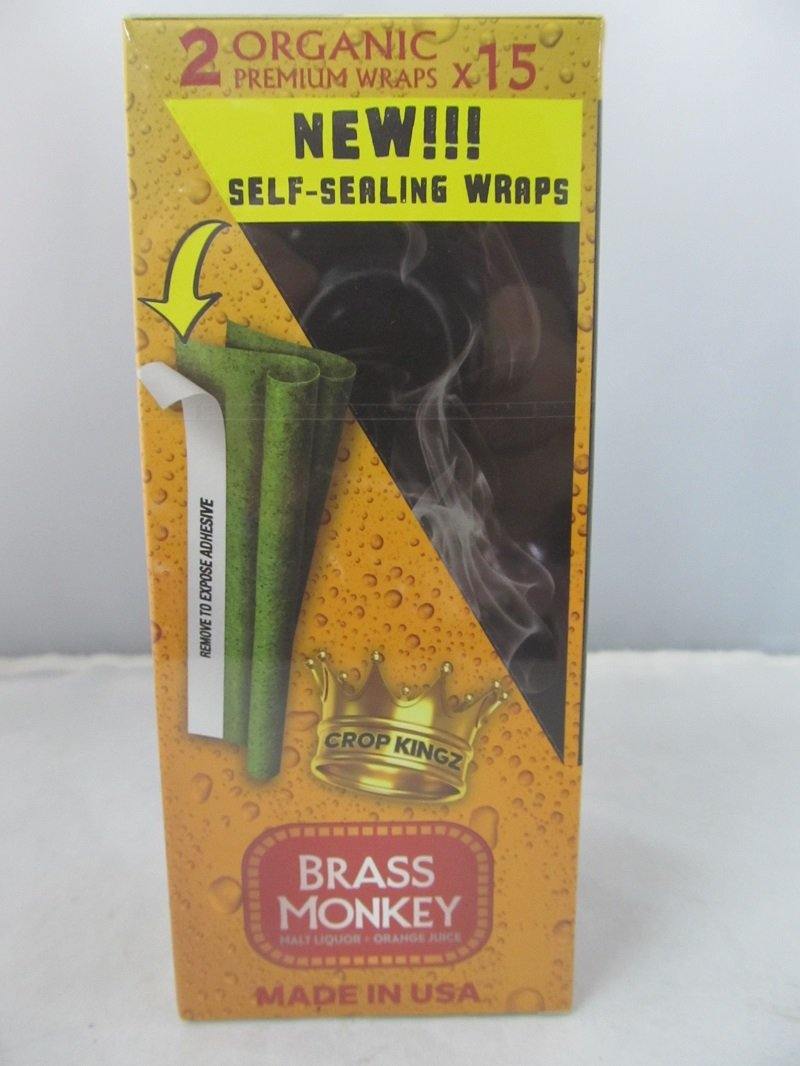 2 ORGANIC
PREMIUM WRAPS x15
NEW!!!
SELF-SEALING WRAPS
REMOVE TO EXPOSE ADHESIVE
CROP KINGZ
BRASS
MONKEY
MALT LIQUOR + ORANGE JUICE
MADE IN USA